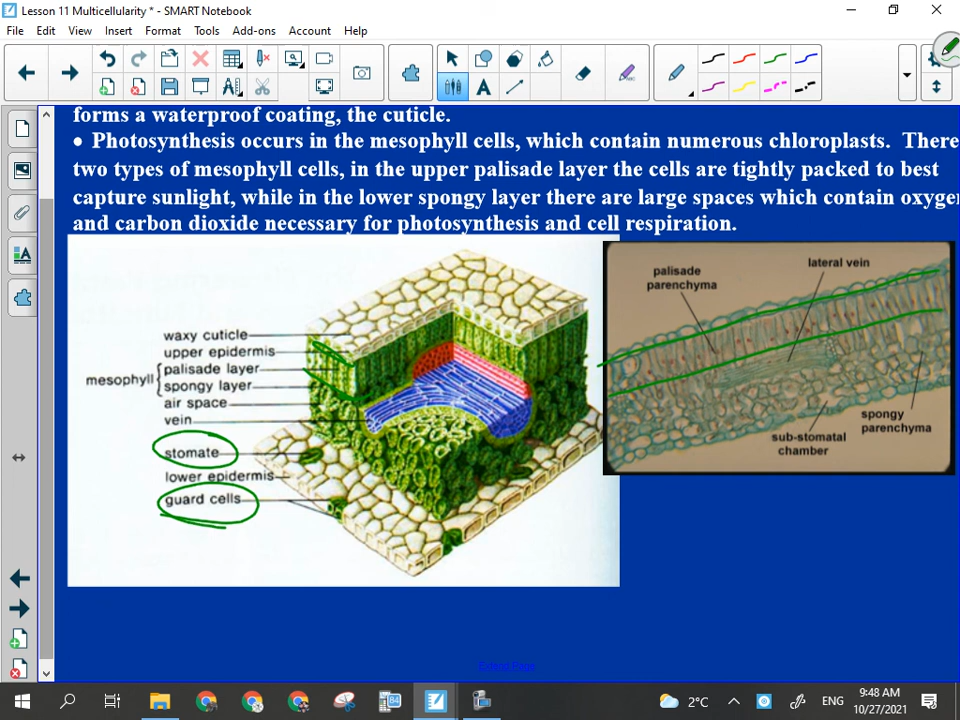 Lesson 11 Multicellularity * - SMART Notebook
File Edit View Insert Format Tools Add-ons Account Help
forms a waterproof coating, the cuticle.
• Photosynthesis occurs in the mesophyll cells, which contain numerous chloroplasts. There
two types of mesophyll cells, in the upper palisade layer the cells are tightly packed to best
capture sunlight, while in the lower spongy layer there are large spaces which contain oxyge
and carbon dioxide necessary for photosynthesis and cell respiration.
waxy cuticle
upper epidermis
mesophyll
palisade layer
spongy layer
air space
vein
stomate
lower epidermis
guard cells
palisade
parenchyma
lateral vein
spongy
parenchyma
sub-stomatal
chamber
Extend Page
84
2°C
ENG
9:48 AM
10/27/2021